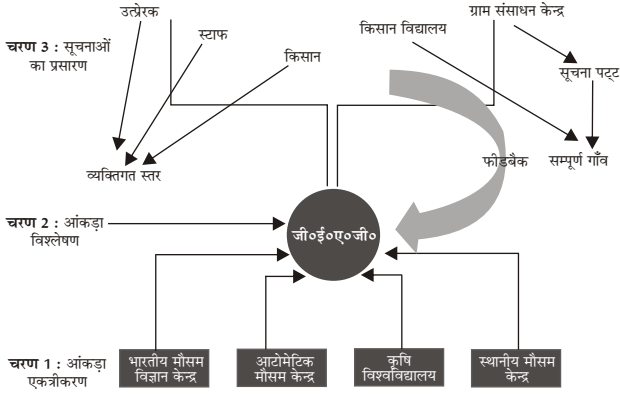 उत्प्रेरक
ग्राम संसाधन केन्द्र
स्टाफ
किसान विद्यालय
चरण 3 : सूचनाओं
का प्रसारण
किसान
सूचना पट्ट
व्यक्तिगत स्तर
फीडबैक
सम्पूर्ण गाँव
चरण 2 : आंकड़ा
विश्लेषण
जी०ई०ए०जी०
चरण 1 : आंकड़ा
एकत्रीकरण
भारतीय मौसम
विज्ञान केन्द्र
आटोमेटिक
मौसम केन्द्र
कृषि
विश्वविद्यालय
स्थानीय मौसम
केन्द्र